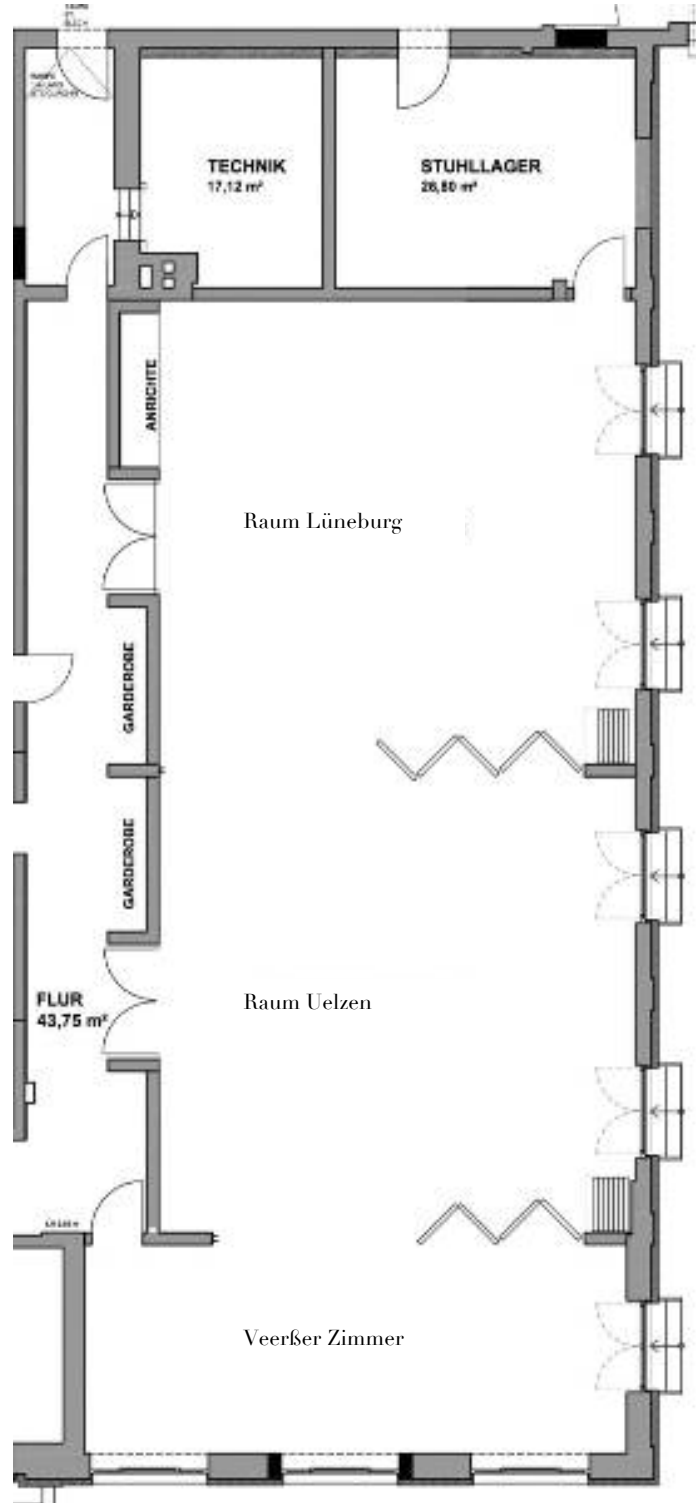 TECHNIK
17,12 m²
STUHLLAGER
26,80 m²
ANRICHTE
Raum Lüneburg
GARDEROBE
GARDEROBE
FLUR
43,75 m²
Raum Uelzen
Veerßer Zimmer